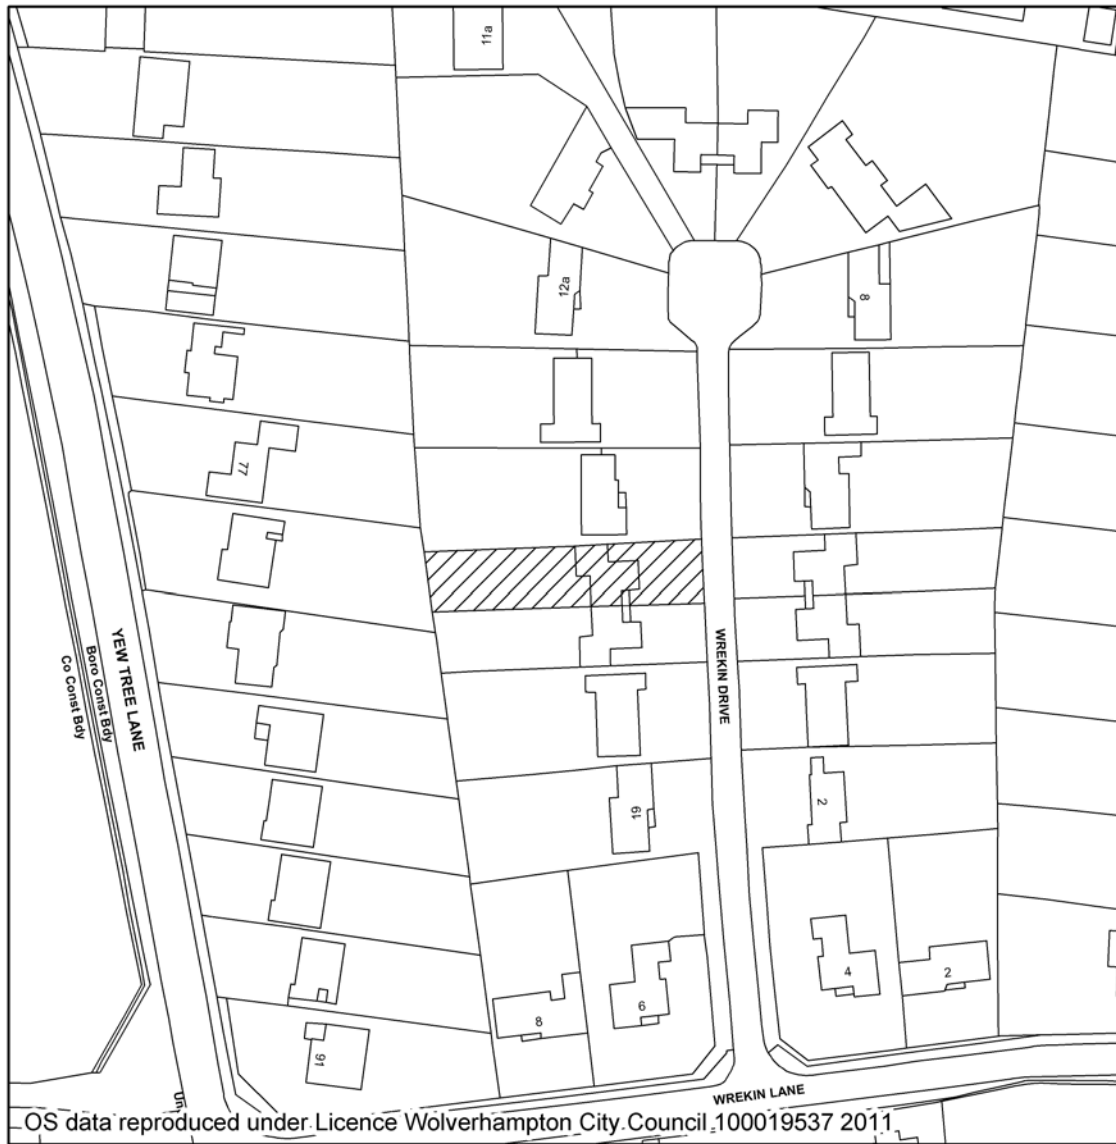 11a
12a
8
77
YEW TREE LANE
Boro Const Bdy
Co Const Bdy
WREKIN DRIVE
19
2
4
2
6
8
91
WREKIN LANE
OS data reproduced under Licence Wolverhampton City Council 100019537 2011